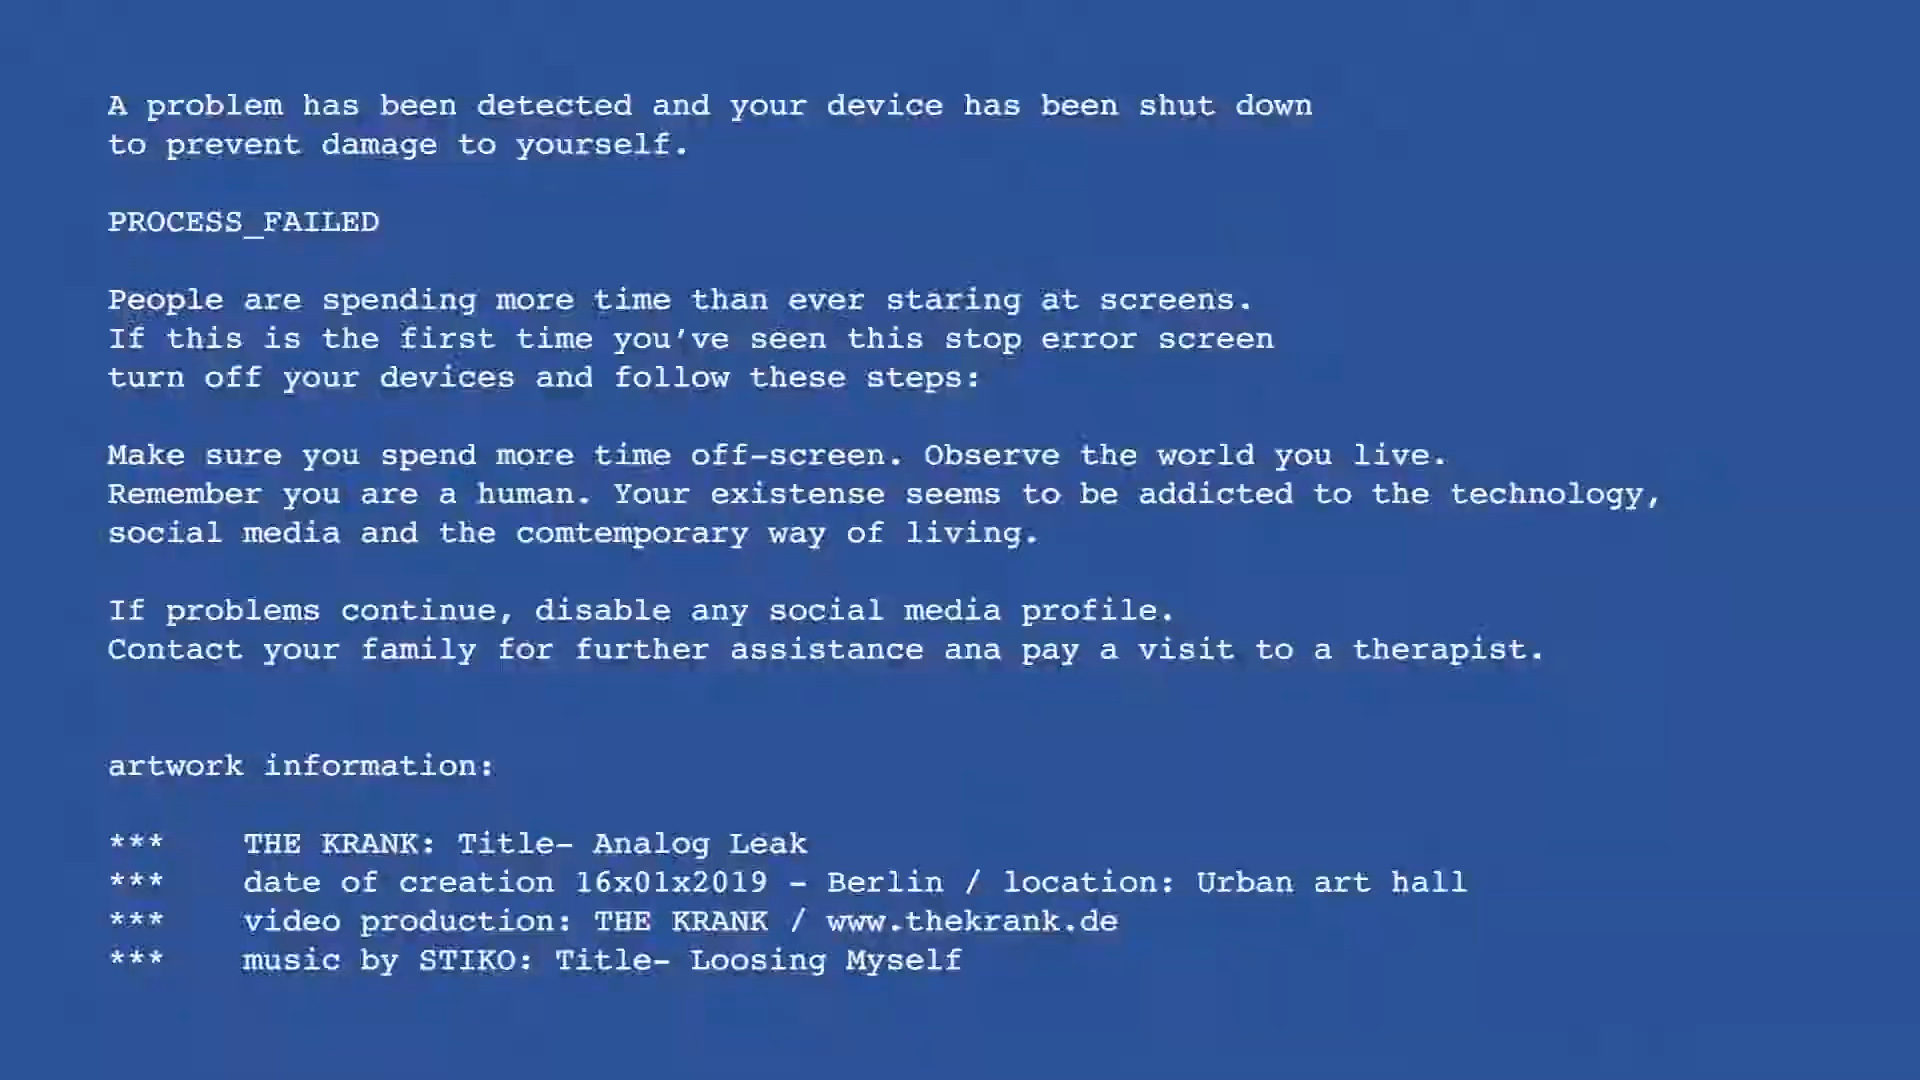 A problem has been detected and your device has been shut down
to prevent damage to yourself.
PROCESS_FAILED
People are spending more time than ever staring at screens.
If this is the first time you’ve seen this stop error screen
turn off your devices and follow these steps:
Make sure you spend more time off-screen. Observe the world you live.
Remember you are a human. Your existense seems to be addicted to the technology,
social media and the comtemporary way of living.
If problems continue, disable any social media profile.
Contact your family for further assistance ana pay a visit to a therapist.
artwork information:
*** THE KRANK: Title- Analog Leak
*** date of creation 16x01x2019 - Berlin / location: Urban art hall
*** video production: THE KRANK / www.thekrank.de
*** music by STIKO: Title- Loosing Myself